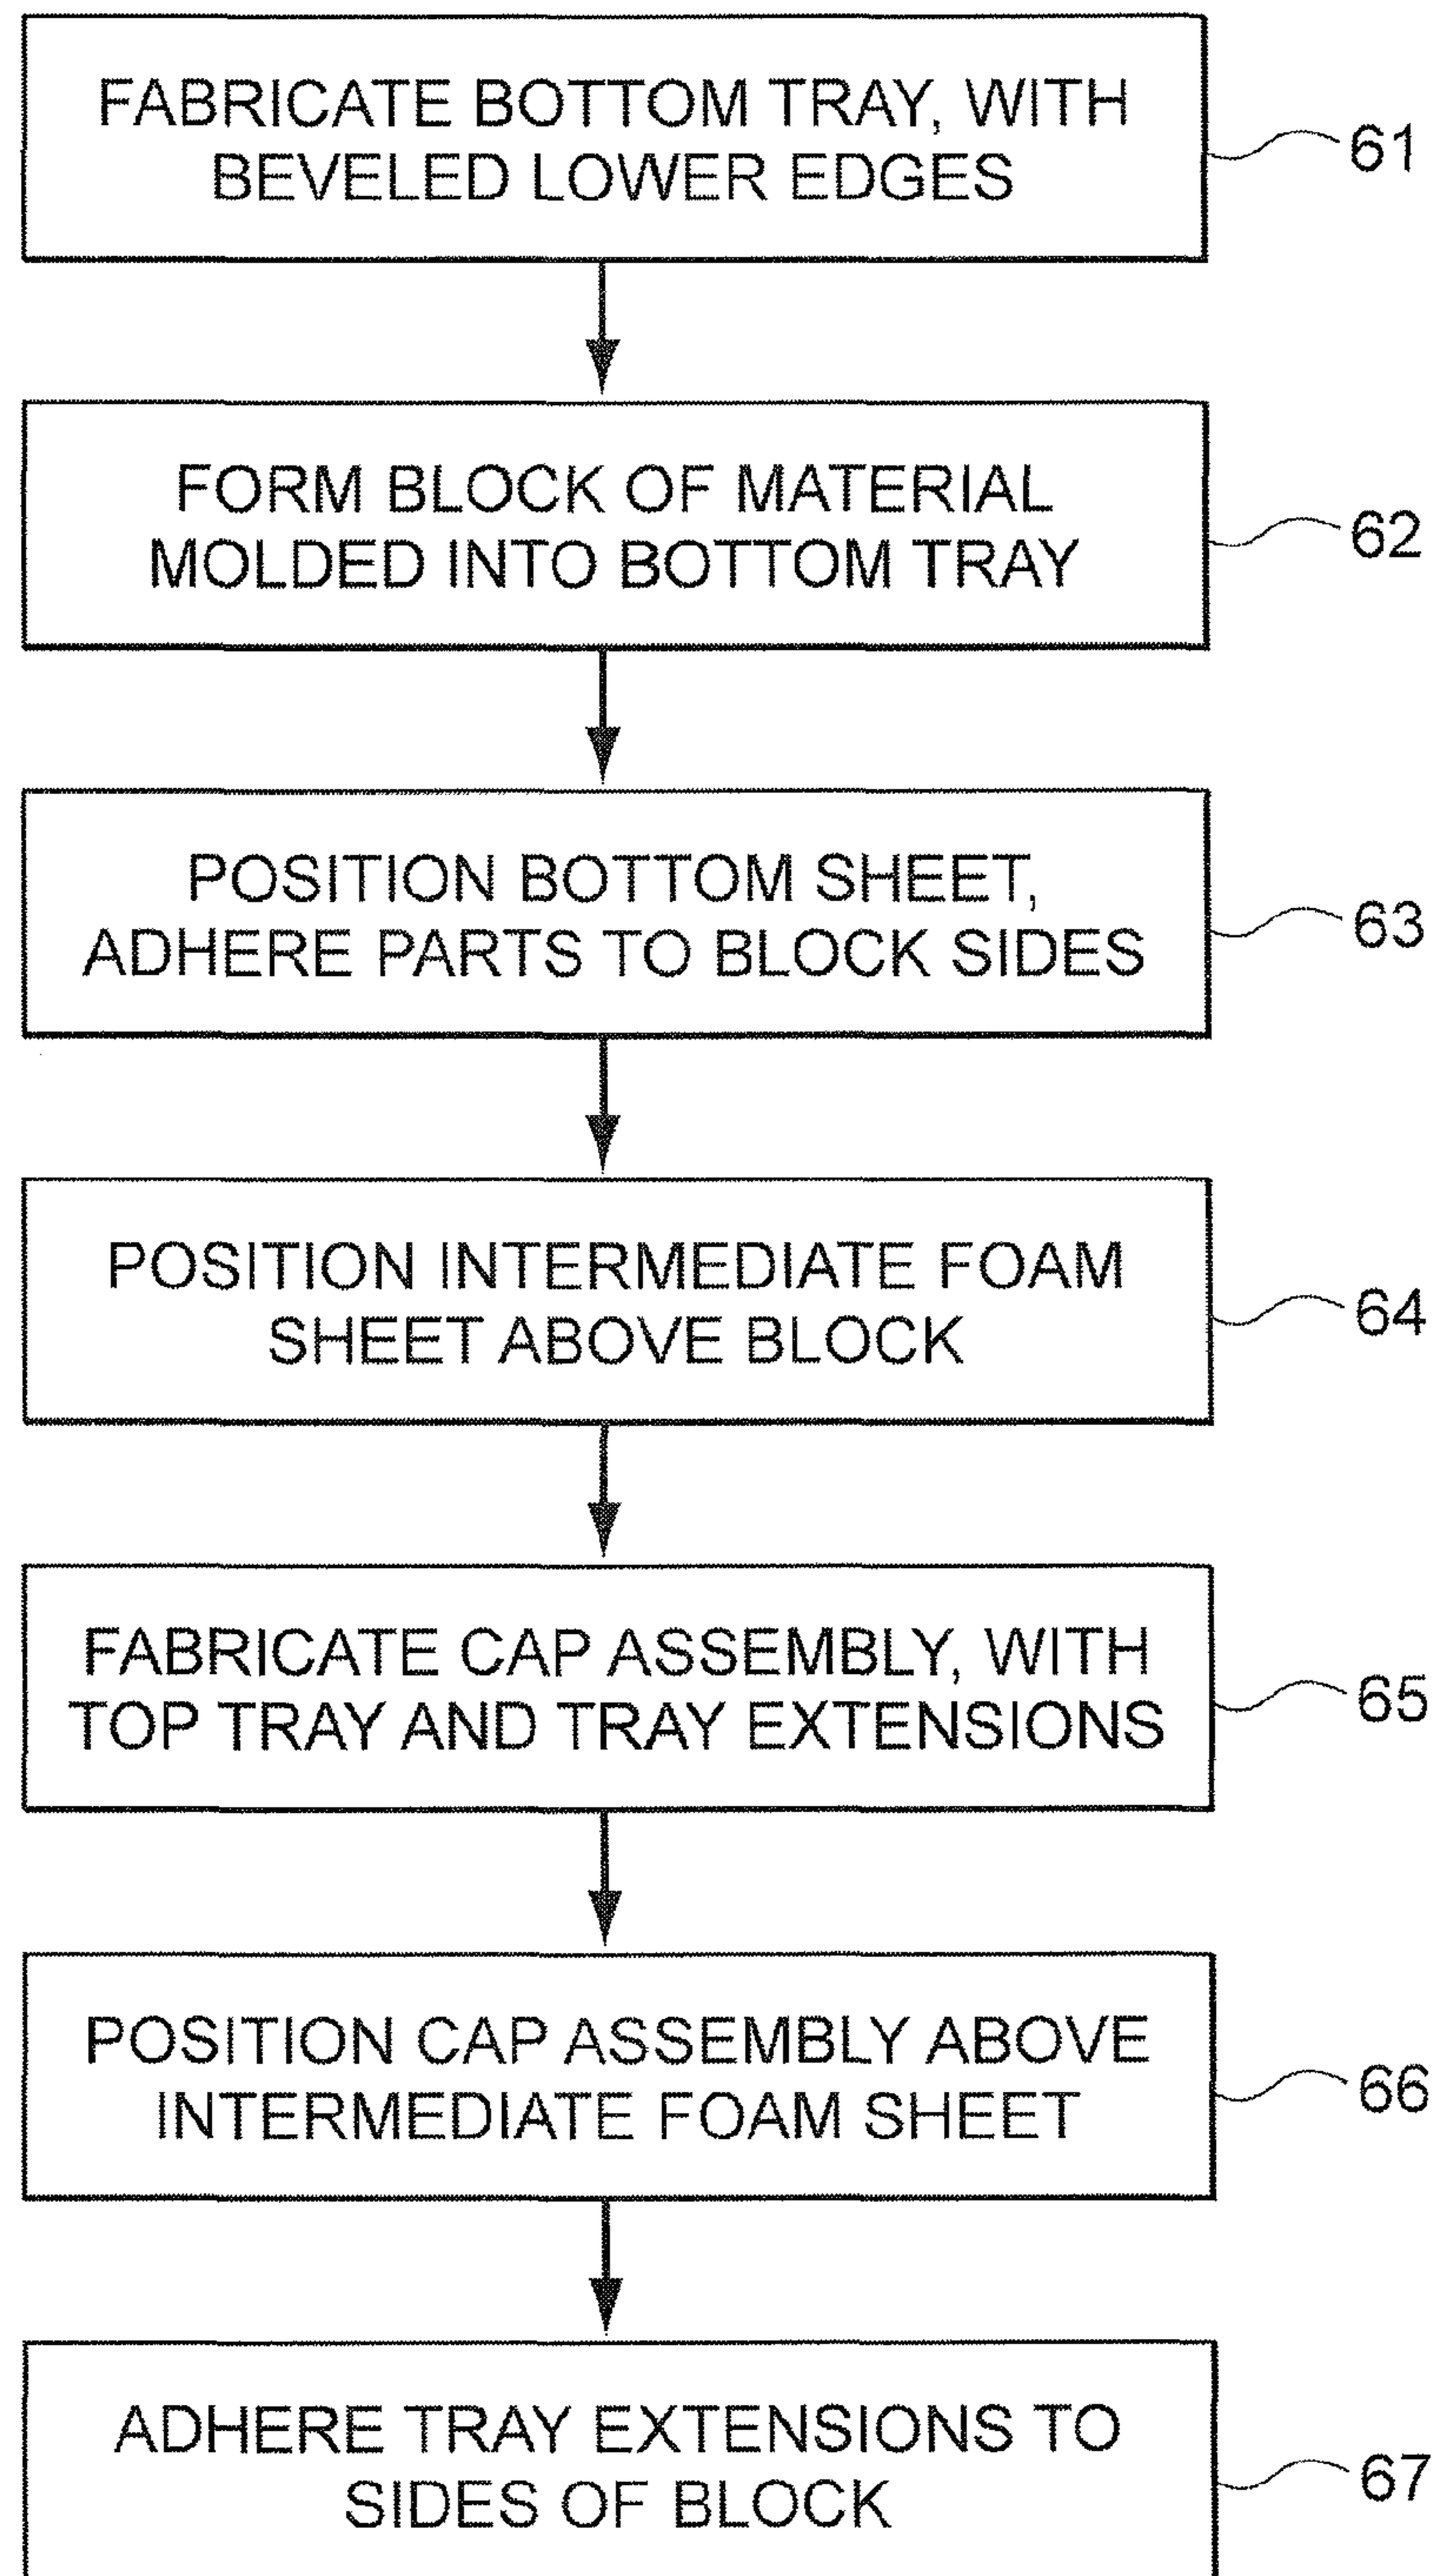 FABRICATE BOTTOM TRAY, WITH
BEVELED LOWER EDGES
61
FORM BLOCK OF MATERIAL
MOLDED INTO BOTTOM TRAY
62
POSITION BOTTOM SHEET,
ADHERE PARTS TO BLOCK SIDES
63
POSITION INTERMEDIATE FOAM
SHEET ABOVE BLOCK
64
FABRICATE CAP ASSEMBLY, WITH
TOP TRAY AND TRAY EXTENSIONS
65
POSITION CAP ASSEMBLY ABOVE
INTERMEDIATE FOAM SHEET
66
ADHERE TRAY EXTENSIONS TO
SIDES OF BLOCK
67